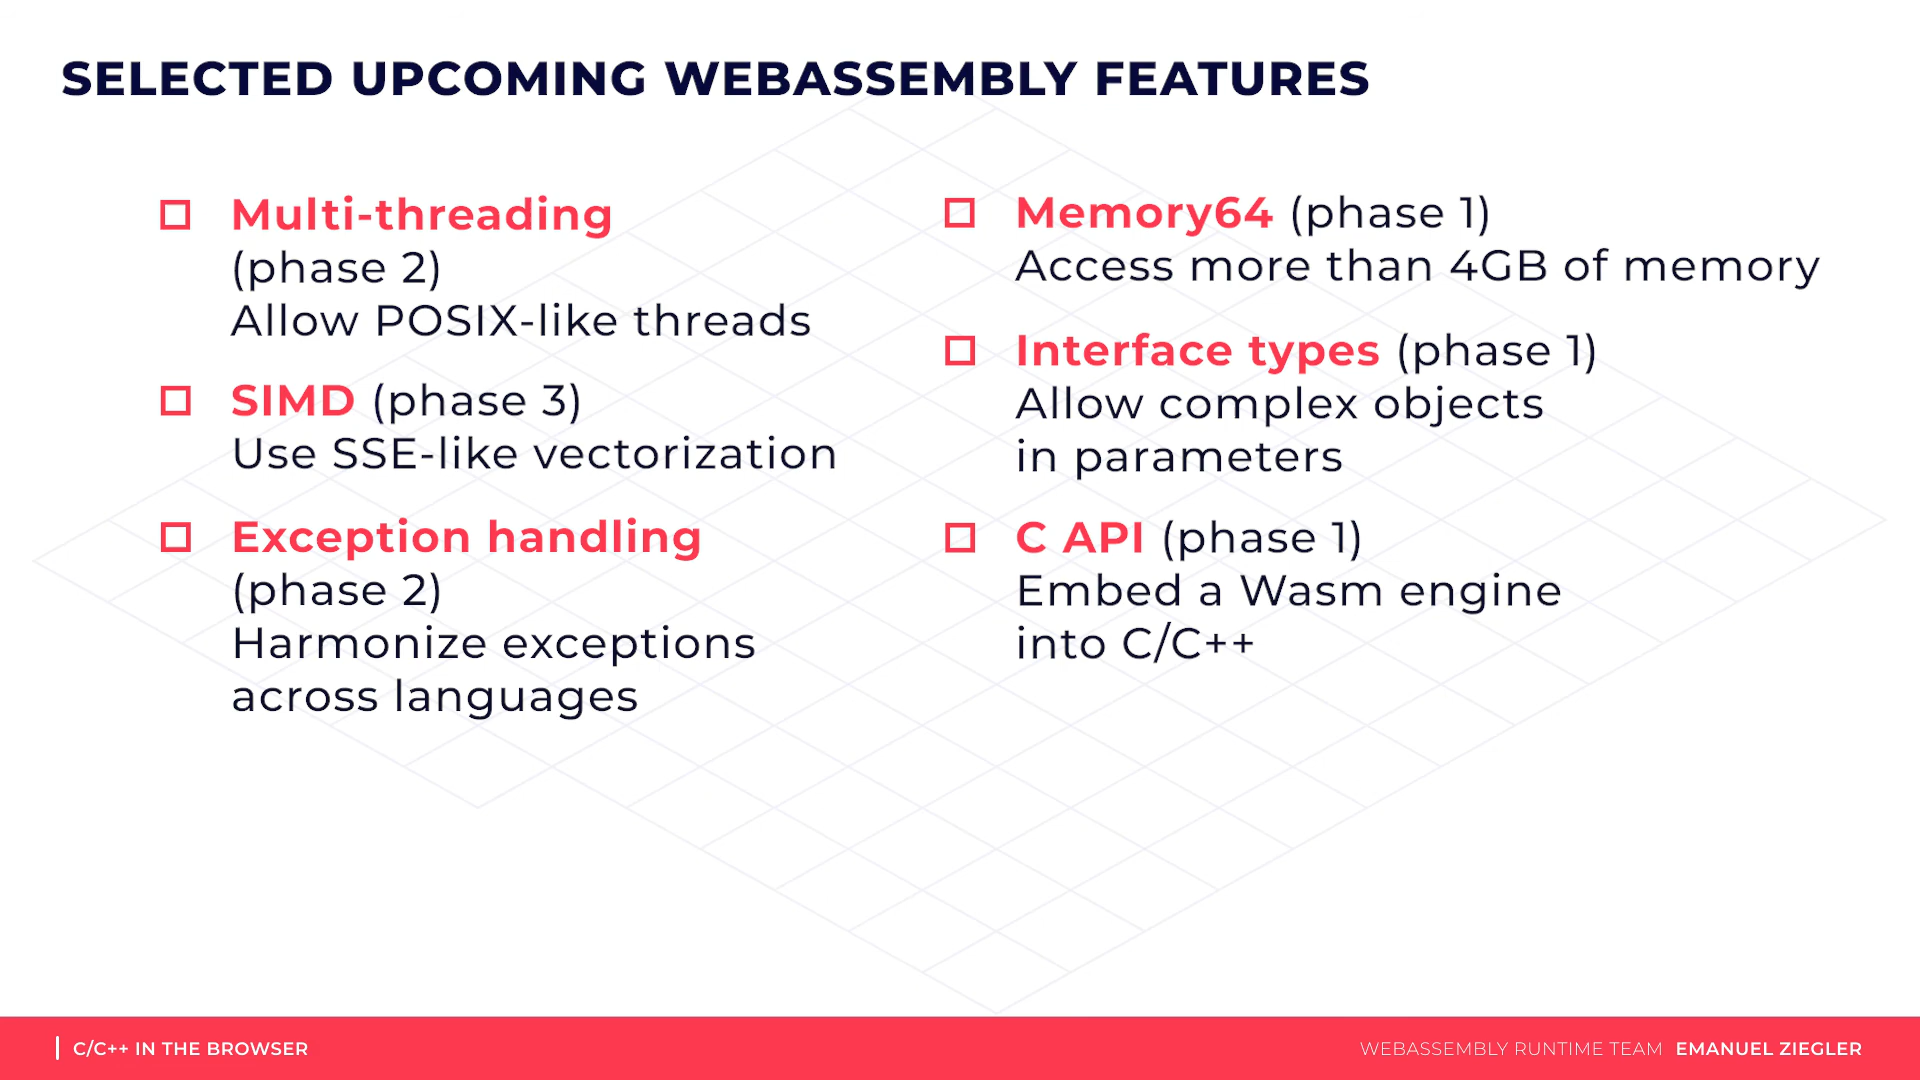 SELECTED UPCOMING WEBASSEMBLY FEATURES
Multi-threading
(phase 2)
Allow POSIX-like threads
SIMD (phase 3)
Use SSE-like vectorization
Exception handling
(phase 2)
Harmonize exceptions
across languages
Memory64 (phase 1)
Access more than 4GB of memory
Interface types (phase 1)
Allow complex objects
in parameters
C API (phase 1)
Embed a Wasm engine
into C/C++
C/C++ IN THE BROWSER
WEBASSEMBLY RUNTIME TEAM EMANUEL ZIEGLER